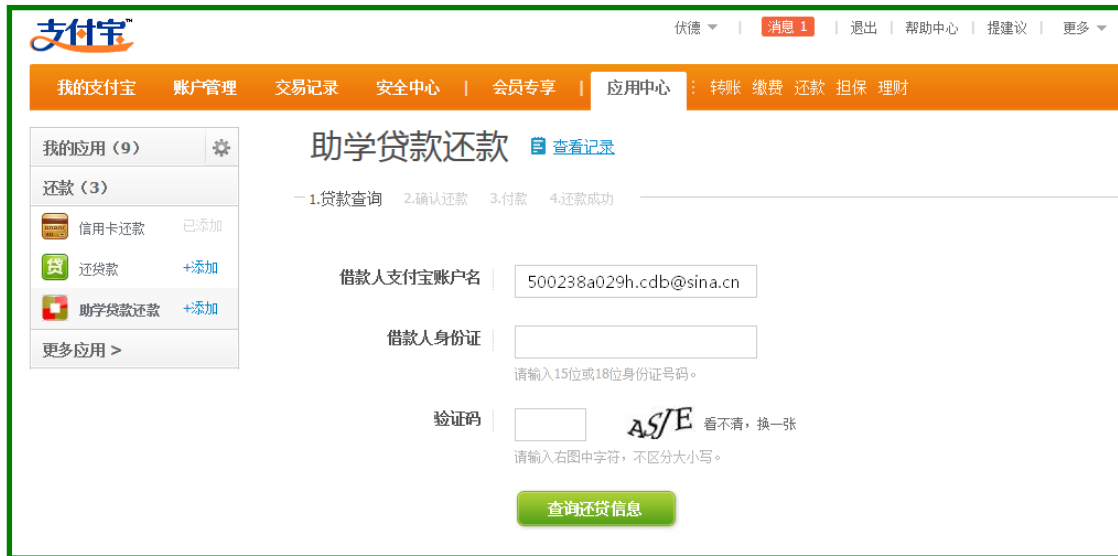 支付宝™
伏德 | 消息 1 | 退出 | 帮助中心 | 提建议 | 更多
我的支付宝 账户管理 交易记录 安全中心 | 会员专享 | 应用中心 转账 缴费 还款 担保 理财
我的应用（9）
还款（3）
信用卡还款 已添加
还贷款 +添加
助学贷款还款 +添加
更多应用 >
助学贷款还款 查看记录
1.贷款查询 2.确认还款 3.付款 4.还款成功
借款人支付宝账户名 500238a029h.cdb@sina.cn
借款人身份证
请输入15位或18位身份证号码。
验证码 ASJE 看不清，换一张
请输入右图中字符，不区分大小写。
查询还贷信息